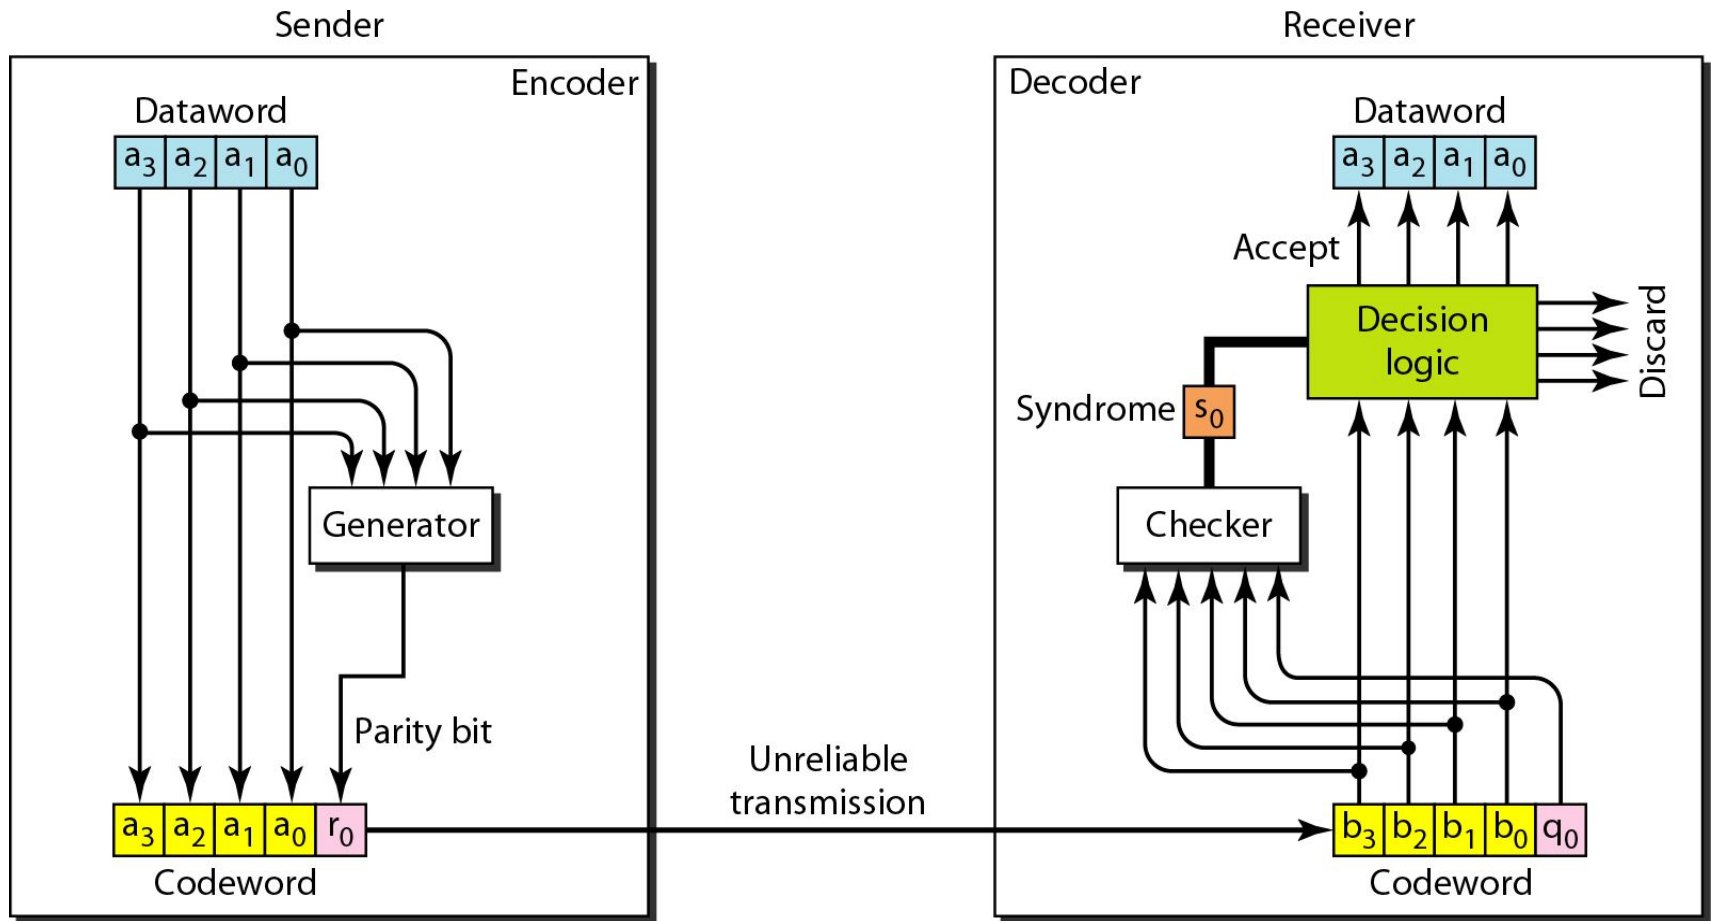 Sender
Encoder
Dataword
a3 a2 a1 a0
Generator
Parity bit
a3 a2 a1 a0 r0
Codeword
Unreliable
transmission
Receiver
Decoder
Dataword
a3 a2 a1 a0
Accept
Decision
logic
Discard
Syndrome
s0
Checker
b3 b2 b1 b0 q0
Codeword